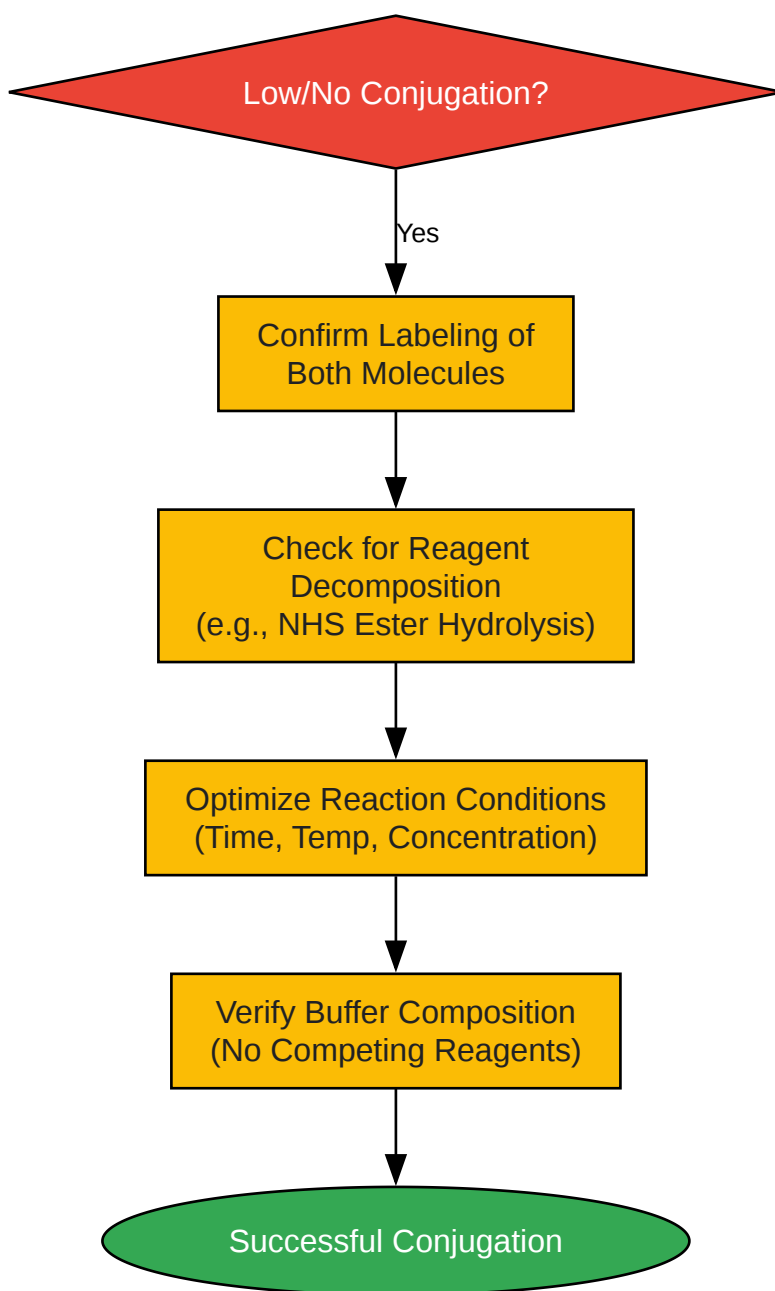 Low/No Conjugation?
Yes
Confirm Labeling of
Both Molecules
Check for Reagent
Decomposition
(e.g., NHS Ester Hydrolysis)
Optimize Reaction Conditions
(Time, Temp, Concentration)
Verify Buffer Composition
(No Competing Reagents)
Successful Conjugation